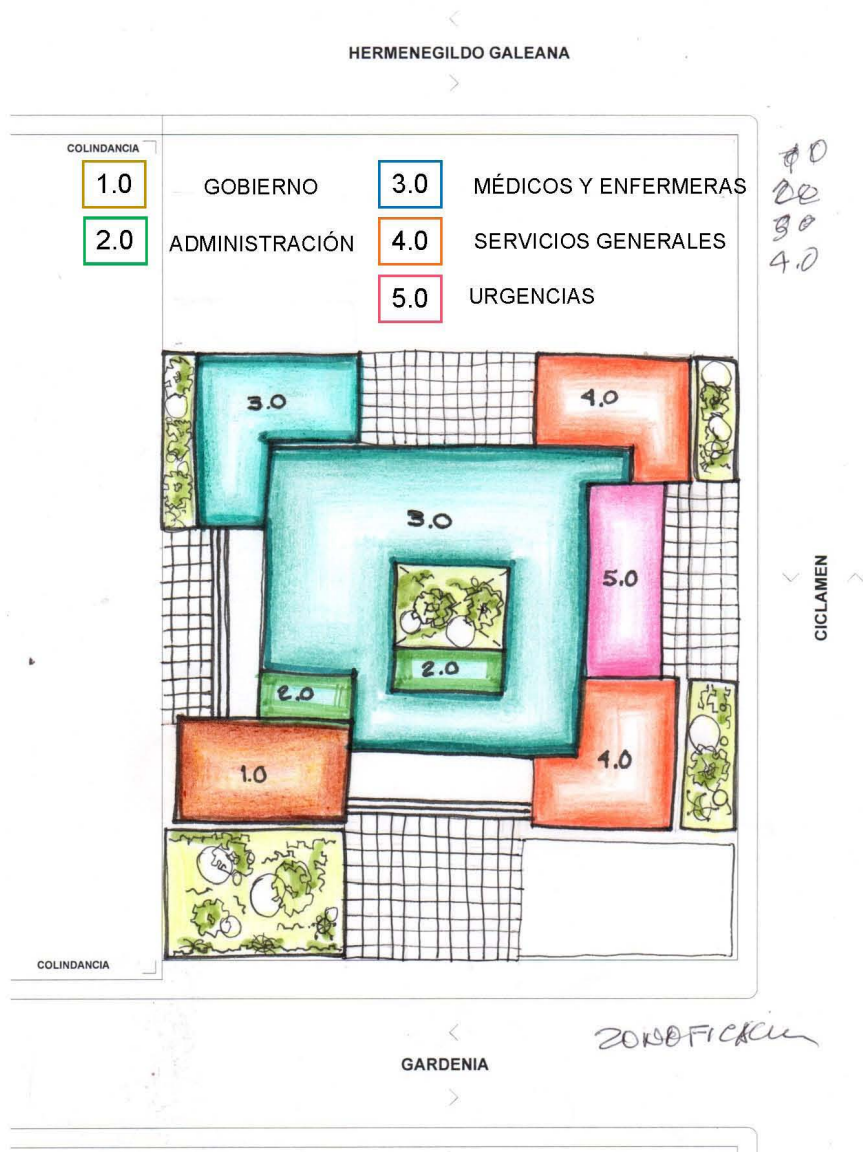 HERMENEGILDO GALEANA
COLINDANCIA
1.0 GOBIERNO
2.0 ADMINISTRACIÓN
3.0 MÉDICOS Y ENFERMERAS
4.0 SERVICIOS GENERALES
5.0 URGENCIAS
4.0
3.0
4.0
3.0
5.0
2.0
2.0
1.0
4.0
CICLAMEN
COLINDANCIA
GARDENIA